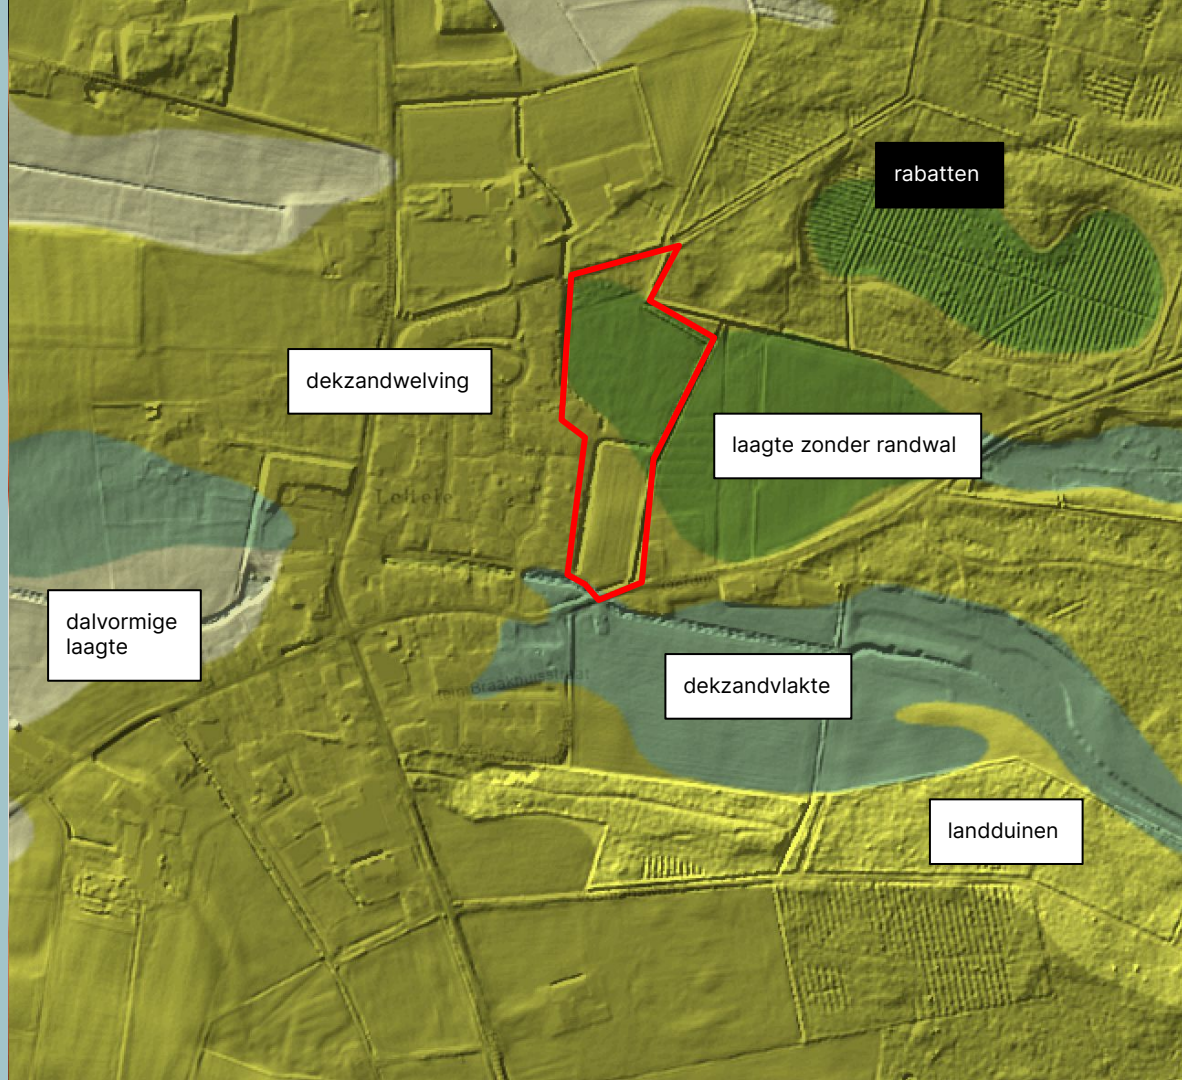 rabatten
dekzandwelving
laagte zonder randwal
dalvormige
laagte
dekzandvlakte
landduinen